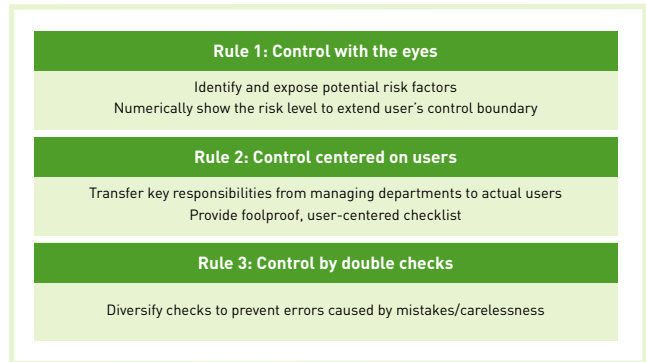 Rule 1: Control with the eyes
Identify and expose potential risk factors
Numerically show the risk level to extend user's control boundary
Rule 2: Control centered on users
Transfer key responsibilities from managing departments to actual users
Provide foolproof, user-centered checklist
Rule 3: Control by double checks
Diversify checks to prevent errors caused by mistakes/carelessness